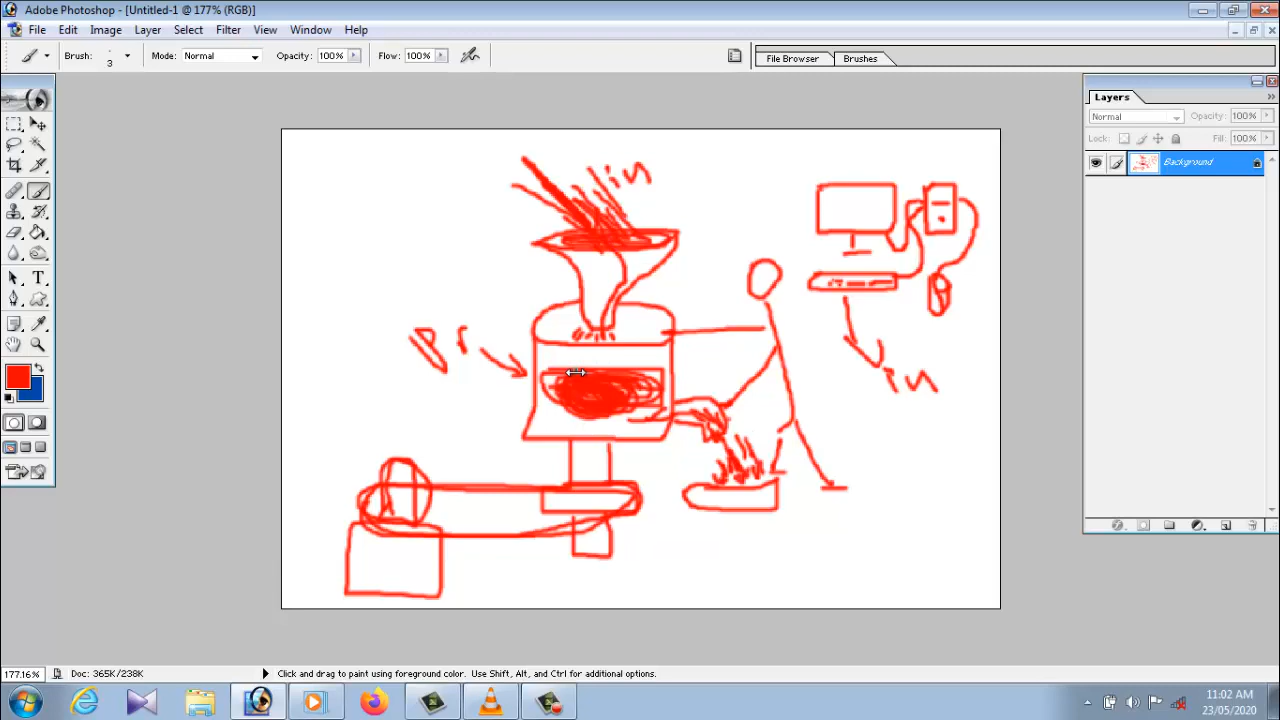 Adobe Photoshop - [Untitled-1 @ 177% (RGB)]
File Edit Image Layer Select Filter View Window Help
Brush: 3 Mode: Normal Opacity: 100% Flow: 100% File Browser Brushes
Layers
Normal Opacity: 100%
Lock: Fill: 100%
Background
in
Pr
in
177.16% Doc: 365K/238K Click and drag to paint using foreground color. Use Shift, Alt, and Ctrl for additional options.
11:02 AM
23/05/2020